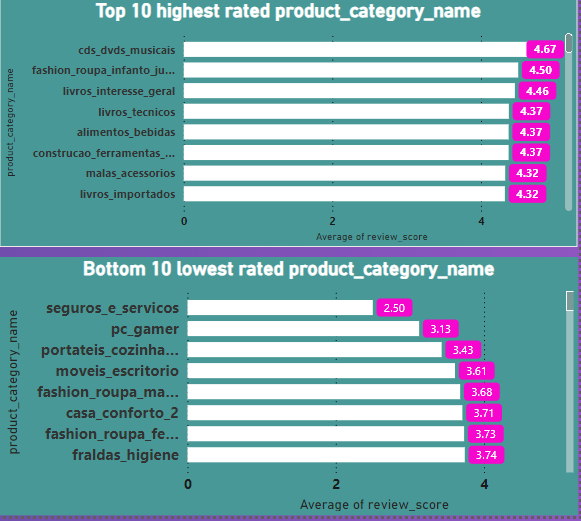 Top 10 highest rated product_category_name
product_category_name
cds_dvds_musicais 4.67
fashion_roupa_infanto_ju... 4.50
livros_interesse_geral 4.46
livros_tecnicos 4.37
alimentos_bebidas 4.37
construcao_ferramentas_... 4.37
malas_acessorios 4.32
livros_importados 4.32
0 2 4
Average of review_score
Bottom 10 lowest rated product_category_name
product_category_name
seguros_e_servicos 2.50
pc_gamer 3.13
portateis_cozinha... 3.43
moveis_escritorio 3.61
fashion_roupa_ma... 3.68
casa_conforto_2 3.71
fashion_roupa_fe... 3.73
fraldas_higiene 3.74
0 2 4
Average of review_score